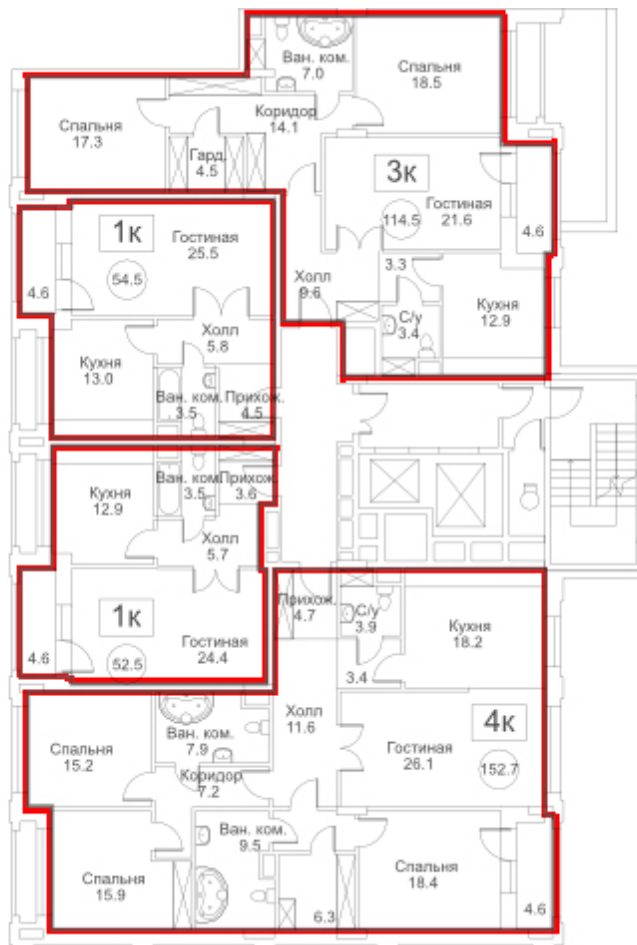 Ван. ком.
7.0
Спальня
18.5
Спальня
17.3
Коридор
14.1
Гард.
4.5
3к
114.5
Гостиная
21.6
4.6
1к
54.5
Гостиная
25.5
4.6
Холл
9.6
3.3
С/у
3.4
Кухня
12.9
Холл
5.8
Кухня
13.0
Ван. ком.
3.5
Прихож.
4.5
Кухня
12.9
Ван. ком.
3.5
Прихож.
3.6
Холл
5.7
1к
52.5
Гостиная
24.4
4.6
Прихож.
4.7
С/у
3.9
Кухня
18.2
3.4
Холл
11.6
4к
152.7
Гостиная
26.1
Ван. ком.
7.9
Спальня
15.2
Коридор
7.2
Ван. ком.
9.5
Спальня
15.9
6.3
Спальня
18.4
4.6